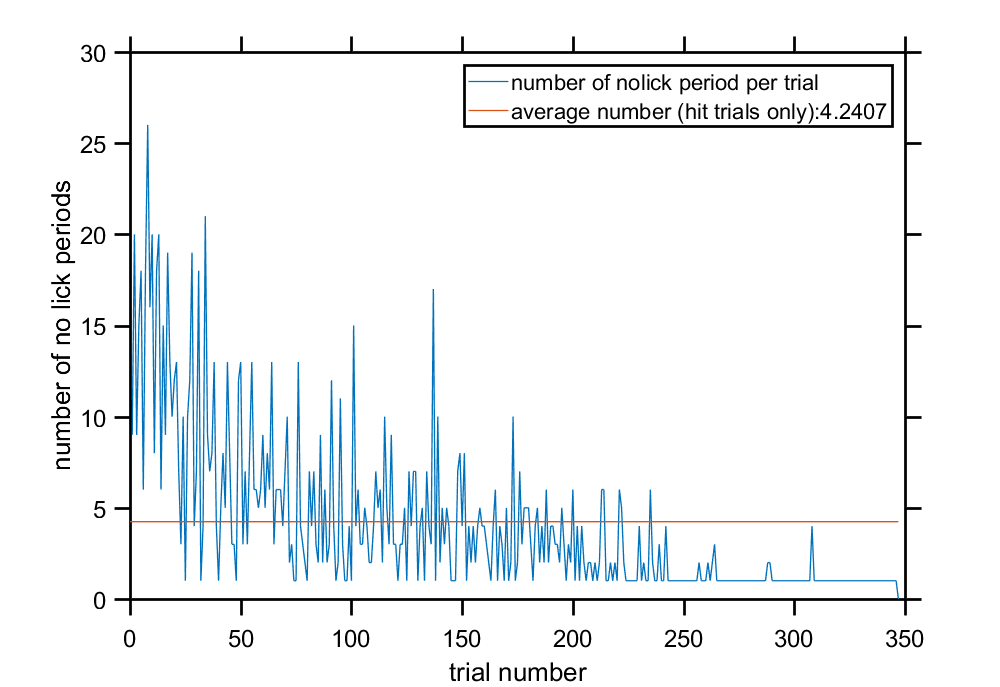 30
25
20
15
10
5
0
number of no lick periods
number of nolick period per trial
average number (hit trials only):4.2407
0 50 100 150 200 250 300 350
trial number